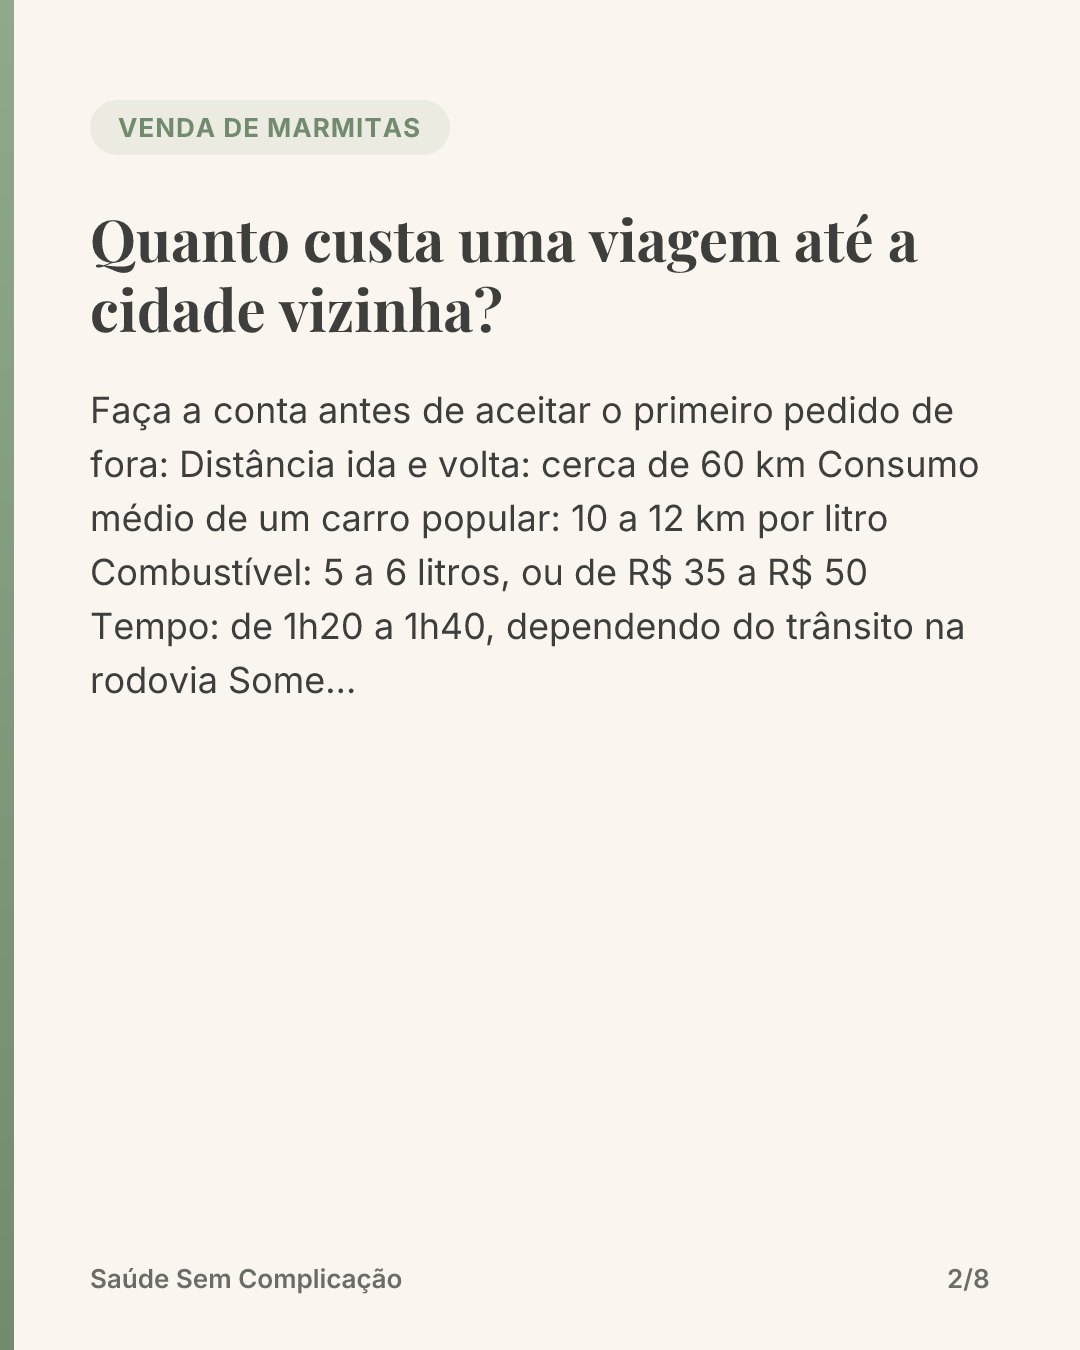 VENDA DE MARMITAS
Quanto custa uma viagem até a
cidade vizinha?
Faça a conta antes de aceitar o primeiro pedido de
fora: Distância ida e volta: cerca de 60 km Consumo
médio de um carro popular: 10 a 12 km por litro
Combustível: 5 a 6 litros, ou de R$ 35 a R$ 50
Tempo: de 1h20 a 1h40, dependendo do trânsito na
rodovia Some...
Saúde Sem Complicação
2/8